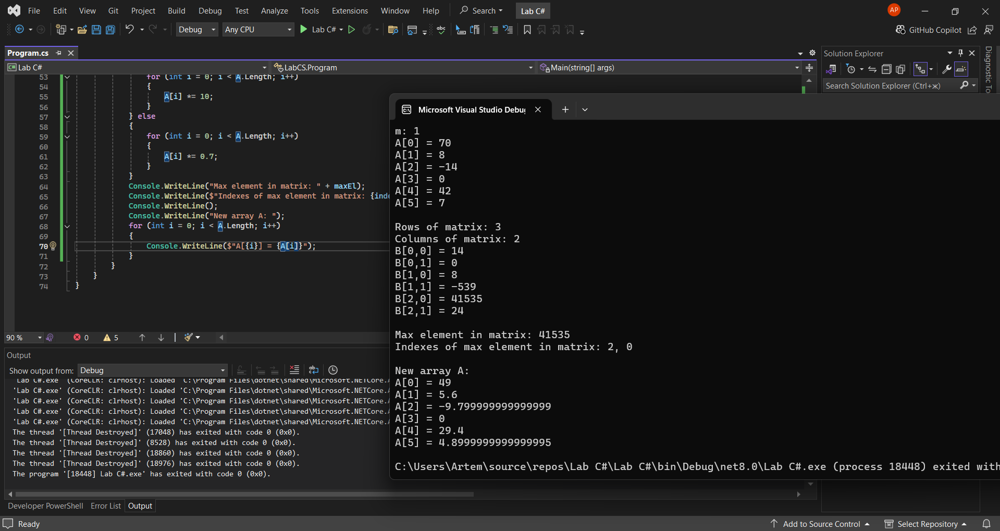 File Edit View Git Project Build Debug Test Analyze Tools Extensions Window Help Search Lab C# AP
Debug Any CPU Lab C# abc GitHub Copilot
Program.cs
C# Lab C# LabCS.Program Main(string[] args)
53 for (int i = 0; i < A.Length; i++)
54 {
55 A[i] *= 10;
56 }
57 } else
58 {
59 for (int i = 0; i < A.Length; i++)
60 {
61 A[i] *= 0.7;
62 }
63 }
64 Console.WriteLine("Max element in matrix: " + maxEl);
65 Console.WriteLine($"Indexes of max element in matrix: {inde
66 Console.WriteLine();
67 Console.WriteLine("New array A: ");
68 for (int i = 0; i < A.Length; i++)
69 {
70 Console.WriteLine($"A[{i}] = {A[i]}");
71 }
72 }
73 }
74 }
90 % 0 5
Output
Show output from: Debug
'Lab C#.exe' (CoreCLR: clrhost): Loaded 'C:\Program Files\dotnet\shared\Microsoft.NETCore.A
'Lab C#.exe' (CoreCLR: clrhost): Loaded 'C:\Program Files\dotnet\shared\Microsoft.NETCore.A
'Lab C#.exe' (CoreCLR: clrhost): Loaded 'C:\Program Files\dotnet\shared\Microsoft.NETCore.A
'Lab C#.exe' (CoreCLR: clrhost): Loaded 'C:\Program Files\dotnet\shared\Microsoft.NETCore.A
'Lab C#.exe' (CoreCLR: clrhost): Loaded 'C:\Program Files\dotnet\shared\Microsoft.NETCore.A
The thread '[Thread Destroyed]' (17048) has exited with code 0 (0x0).
The thread '[Thread Destroyed]' (8528) has exited with code 0 (0x0).
The thread '[Thread Destroyed]' (18860) has exited with code 0 (0x0).
The thread '[Thread Destroyed]' (18976) has exited with code 0 (0x0).
The program '[18448] Lab C#.exe' has exited with code 0 (0x0).
Developer PowerShell Error List Output
Solution Explorer
Search Solution Explorer (Ctrl+ж)
Diagnostic To
Microsoft Visual Studio Debug
m: 1
A[0] = 70
A[1] = 8
A[2] = -14
A[3] = 0
A[4] = 42
A[5] = 7
Rows of matrix: 3
Columns of matrix: 2
B[0,0] = 14
B[0,1] = 0
B[1,0] = 8
B[1,1] = -539
B[2,0] = 41535
B[2,1] = 24
Max element in matrix: 41535
Indexes of max element in matrix: 2, 0
New array A:
A[0] = 49
A[1] = 5.6
A[2] = -9.799999999999999
A[3] = 0
A[4] = 29.4
A[5] = 4.8999999999999995
C:\Users\Artem\source\repos\Lab C#\Lab C#\bin\Debug\net8.0\Lab C#.exe (process 18448) exited with
Ready Add to Source Control Select Repository